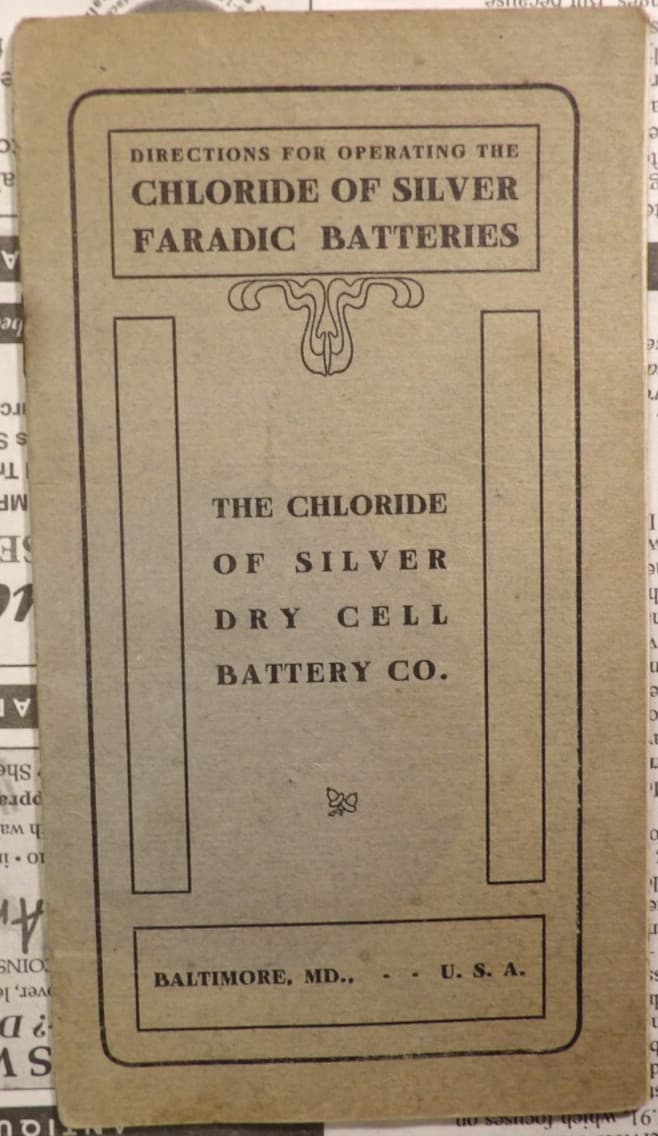 DIRECTIONS FOR OPERATING THE
CHLORIDE OF SILVER
FARADIC BATTERIES
THE CHLORIDE
OF SILVER
DRY CELL
BATTERY CO.
BALTIMORE, MD., - - U. S. A.